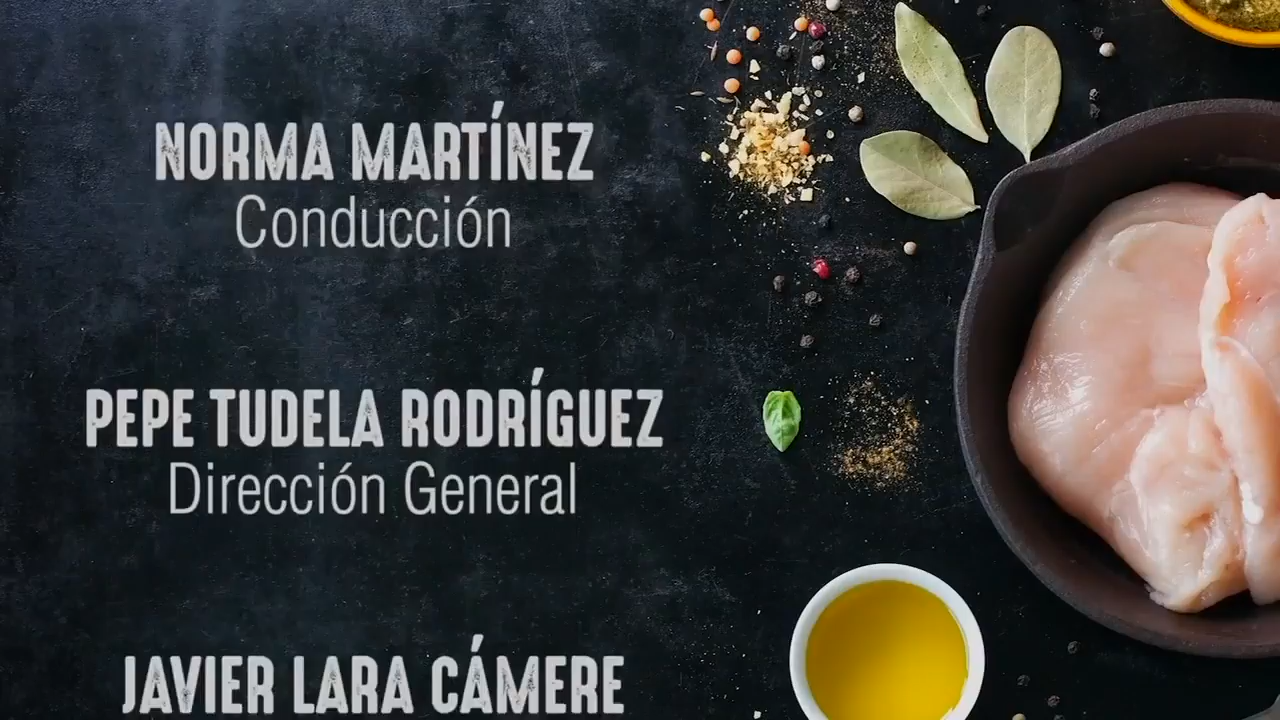 NORMA MARTÍNEZ
Conducción
PEPE TUDELA RODRÍGUEZ
Dirección General
JAVIER LARA CÁMERE